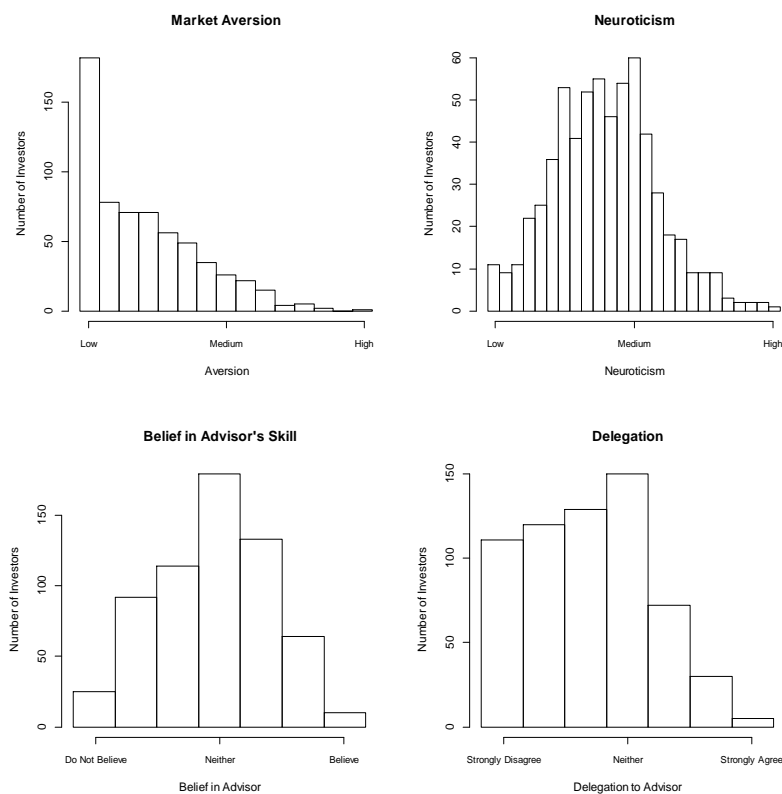 Market Aversion
Number of Investors
0 50 100 150
Low Medium High
Aversion
Neuroticism
Number of Investors
0 10 20 30 40 50 60
Low Medium High
Neuroticism
Belief in Advisor's Skill
Number of Investors
0 50 100 150
Do Not Believe Neither Believe
Belief in Advisor
Delegation
Number of Investors
0 50 100 150
Strongly Disagree Neither Strongly Agree
Delegation to Advisor